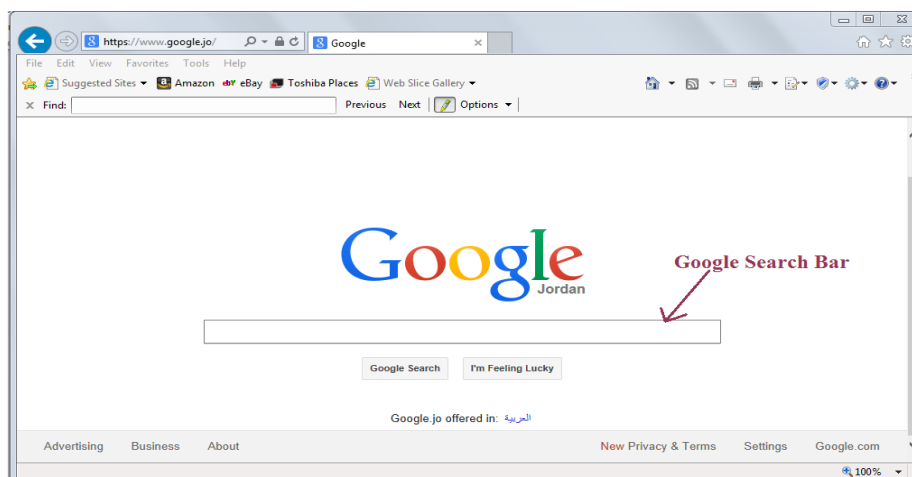 https://www.google.jo/
Google
File Edit View Favorites Tools Help
Suggested Sites Amazon ebY eBay Toshiba Places Web Slice Gallery
Find: Previous Next Options
Google
Jordan
Google Search Bar
Google Search I'm Feeling Lucky
Google.jo offered in: العربية
Advertising Business About New Privacy & Terms Settings Google.com
100%